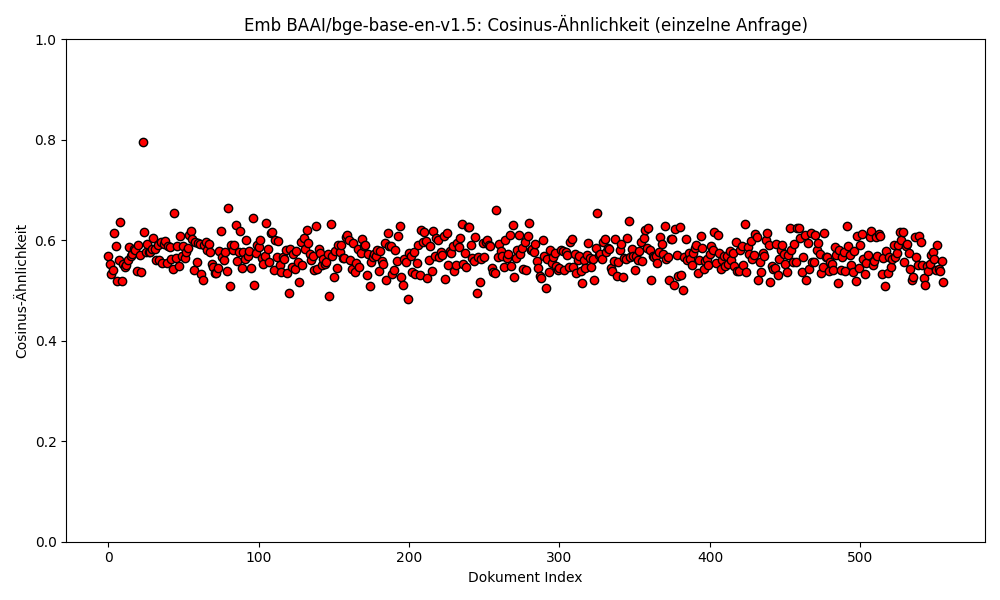 Emb BAAI/bge-base-en-v1.5: Cosinus-Ähnlichkeit (einzelne Anfrage)
1.0
0.8
0.6
0.4
0.2
0.0
Cosinus-Ähnlichkeit
0 100 200 300 400 500
Dokument Index